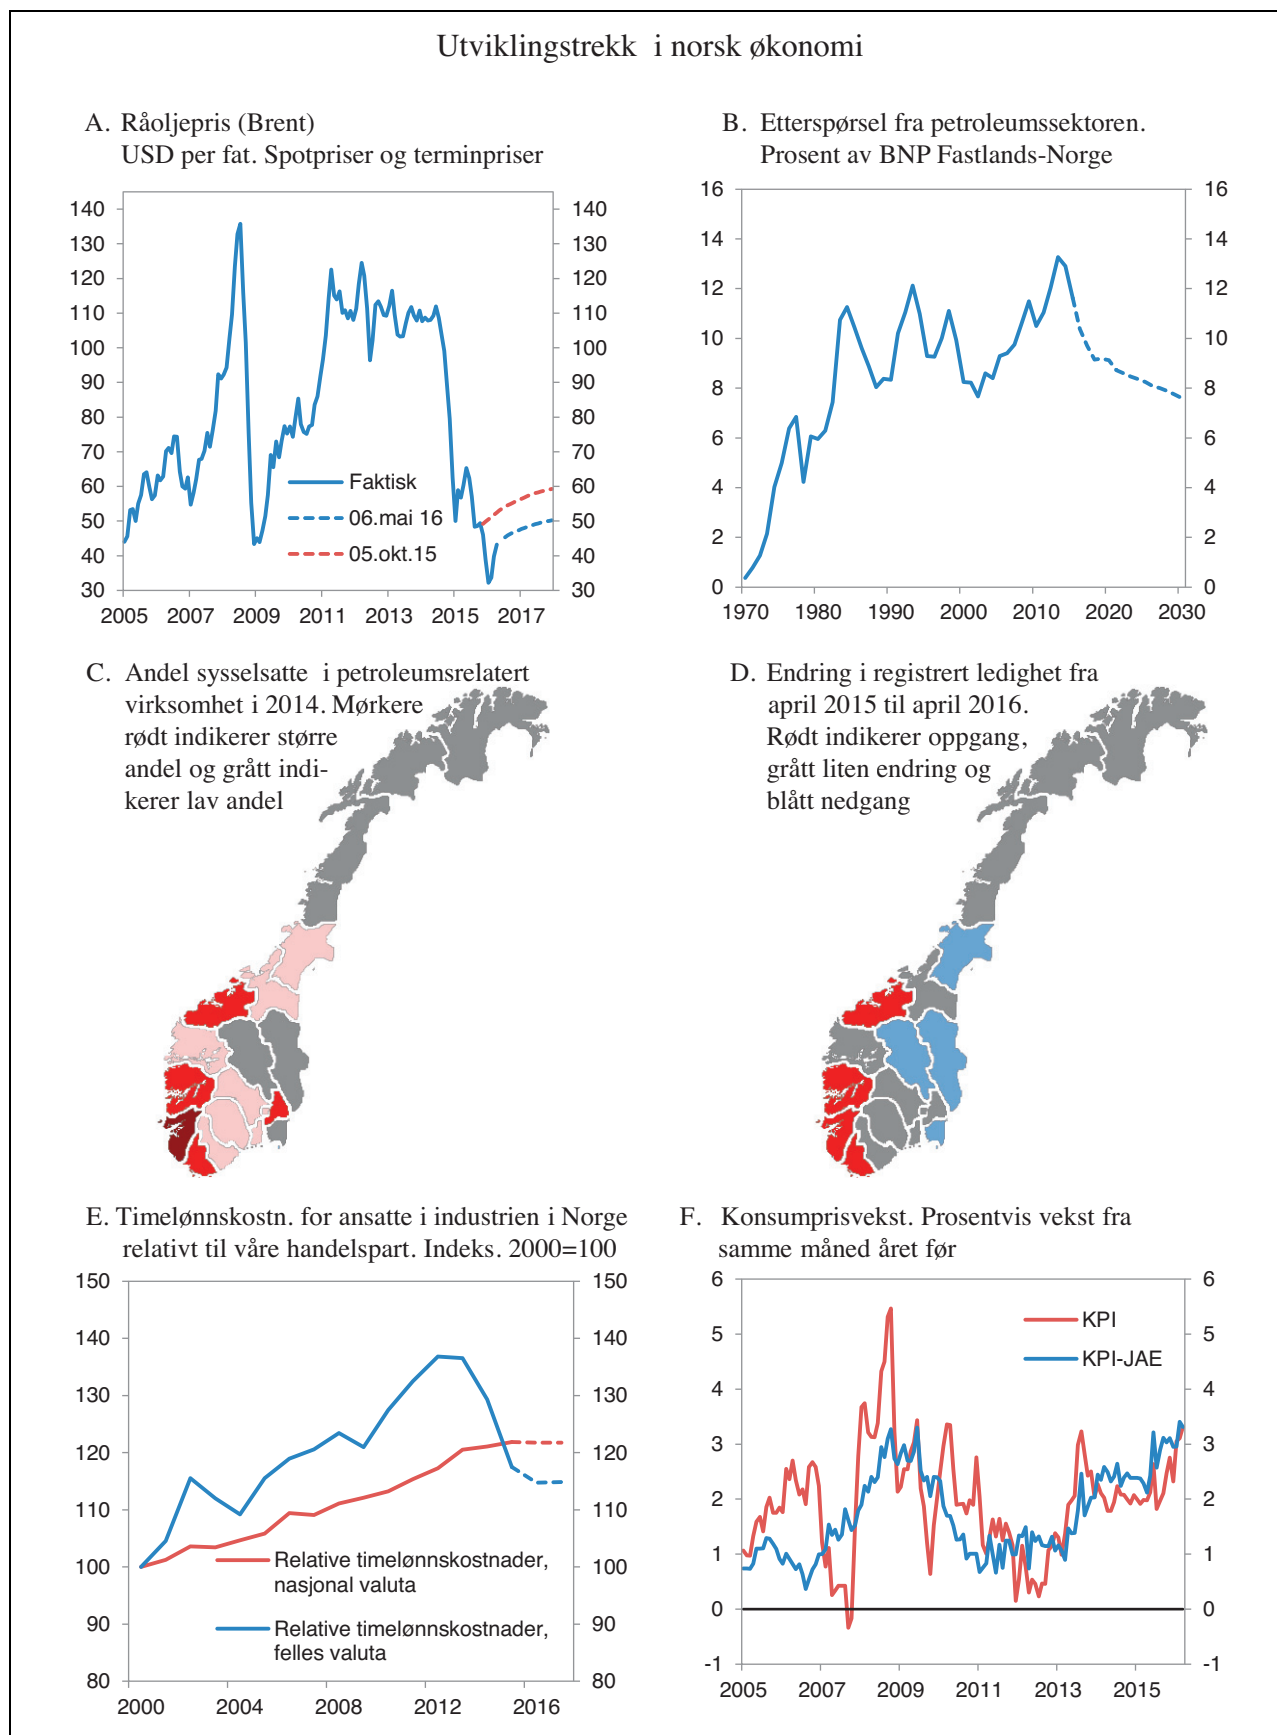 Utviklingstrekk i norsk økonomi
A. Råoljepris (Brent)
USD per fat. Spotpriser og terminpriser
140 140
130 130
120 120
110 110
100 100
90 90
80 80
70 70
60 60
50 50
40 40
30 30
Faktisk
06.mai 16
05.okt.15
2005 2007 2009 2011 2013 2015 2017
B. Etterspørsel fra petroleumssektoren.
Prosent av BNP Fastlands-Norge
16 16
14 14
12 12
10 10
8 8
6 6
4 4
2 2
0 0
1970 1980 1990 2000 2010 2020 2030
C. Andel sysselsatte i petroleumsrelatert
virksomhet i 2014. Mørkere
rødt indikerer større
andel og grått indi-
kerer lav andel
D. Endring i registrert ledighet fra
april 2015 til april 2016.
Rødt indikerer oppgang,
grått liten endring og
blått nedgang
E. Timelønnskostn. for ansatte i industrien i Norge
relativt til våre handelspart. Indeks. 2000=100
150 150
140 140
130 130
120 120
110 110
100 100
90 90
80 80
Relative timelønnskostnader,
nasjonal valuta
Relative timelønnskostnader,
felles valuta
2000 2004 2008 2012 2016
F. Konsumprisvekst. Prosentvis vekst fra
samme måned året før
6 6
5 5
4 4
3 3
2 2
1 1
0 0
-1 -1
KPI
KPI-JAE
2005 2007 2009 2011 2013 2015